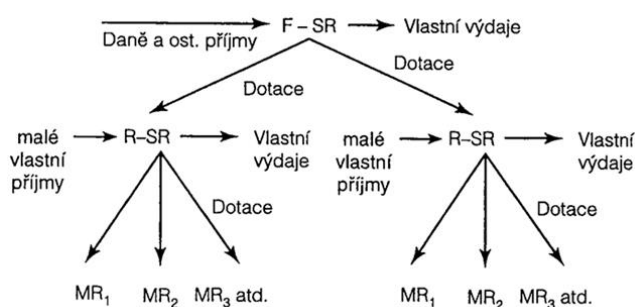 Daně a ost. příjmy F – SR Vlastní výdaje
Dotace Dotace
malé vlastní příjmy R–SR Vlastní výdaje
malé vlastní příjmy R–SR Vlastní výdaje
Dotace Dotace
MR1 MR2 MR3 atd.
MR1 MR2 MR3 atd.